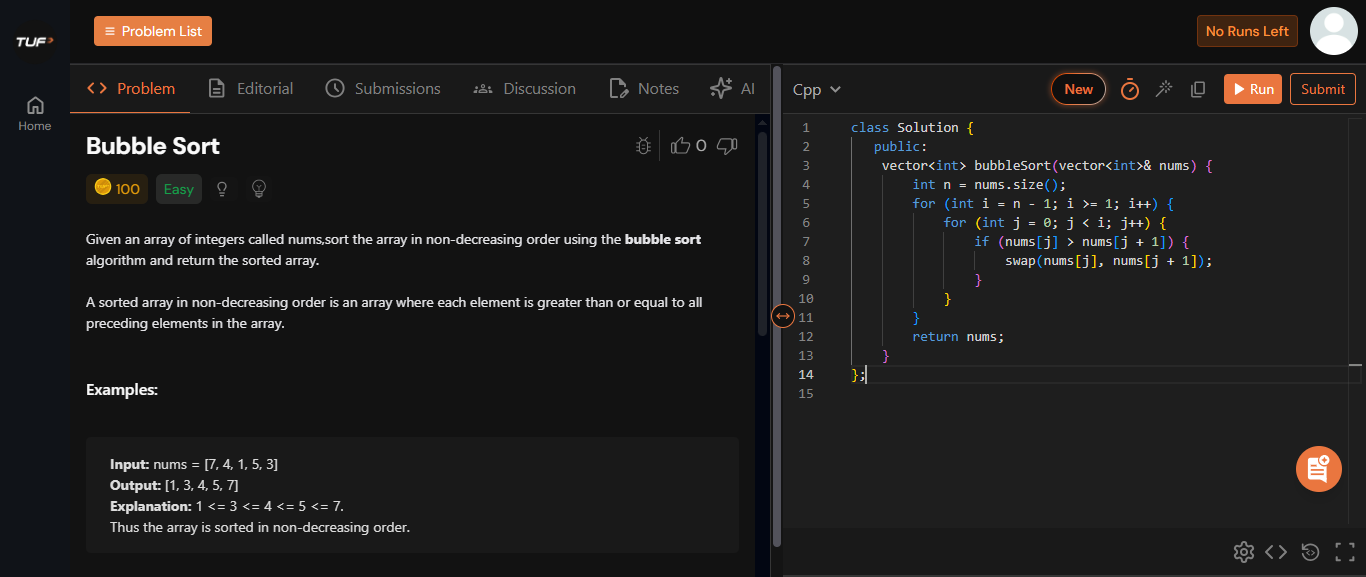 TUF
Problem List
No Runs Left
Home
Problem
Editorial
Submissions
Discussion
Notes
AI
Bubble Sort
0
100
Easy
Given an array of integers called nums,sort the array in non-decreasing order using the bubble sort
algorithm and return the sorted array.
A sorted array in non-decreasing order is an array where each element is greater than or equal to all
preceding elements in the array.
Examples:
Input: nums = [7, 4, 1, 5, 3]
Output: [1, 3, 4, 5, 7]
Explanation: 1 <= 3 <= 4 <= 5 <= 7.
Thus the array is sorted in non-decreasing order.
Cpp
New
Run
Submit
1 class Solution {
2 public:
3 vector<int> bubbleSort(vector<int>& nums) {
4 int n = nums.size();
5 for (int i = n - 1; i >= 1; i++) {
6 for (int j = 0; j < i; j++) {
7 if (nums[j] > nums[j + 1]) {
8 swap(nums[j], nums[j + 1]);
9 }
10 }
11 }
12 return nums;
13 }
14 };
15